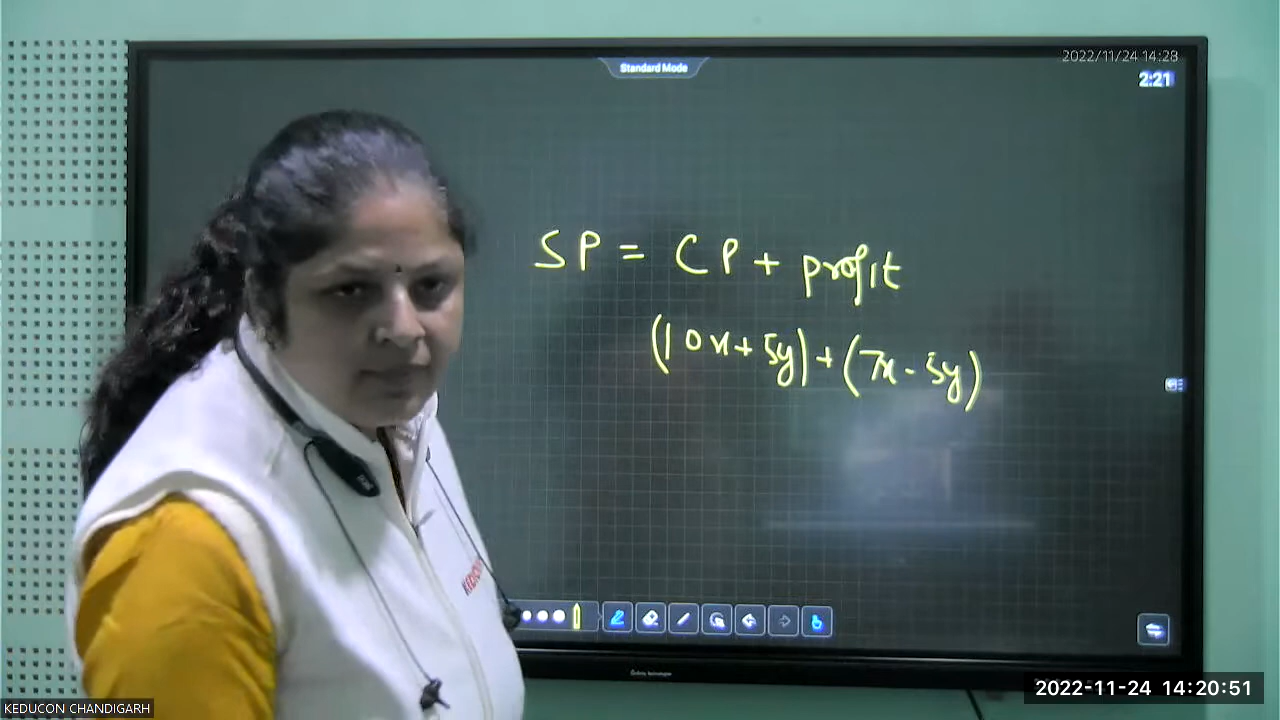 2022/11/24 14:28
Standard Mode
2:21
SP = CP + profit
(10x + 5y) + (7x - 5y)
2022-11-24 14:20:51
KEDUCON CHANDIGARH